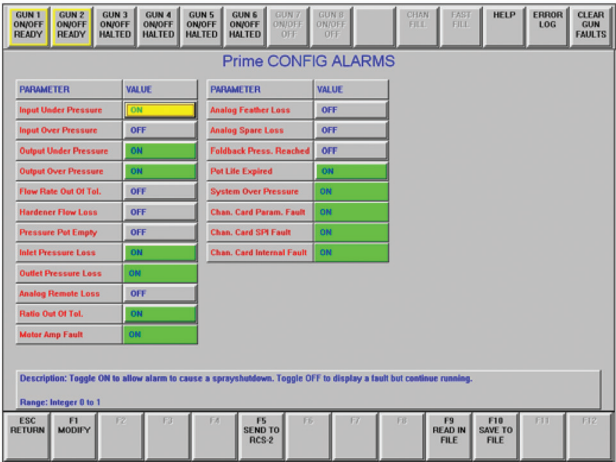 GUN 1 ON/OFF READY
GUN 2 ON/OFF READY
GUN 3 ON/OFF HALTED
GUN 4 ON/OFF HALTED
GUN 5 ON/OFF HALTED
GUN 6 ON/OFF HALTED
GUN 7 ON/OFF OFF
GUN 8 ON/OFF OFF
CHAN FILL
FAST FILL
HELP
ERROR LOG
CLEAR GUN FAULTS
Prime CONFIG ALARMS
PARAMETER VALUE
Input Under Pressure ON
Input Over Pressure OFF
Output Under Pressure ON
Output Over Pressure ON
Flow Rate Out Of Tol. OFF
Hardener Flow Loss OFF
Pressure Pot Empty OFF
Inlet Pressure Loss ON
Outlet Pressure Loss ON
Analog Remote Loss OFF
Ratio Out Of Tol. ON
Motor Amp Fault ON
PARAMETER VALUE
Analog Feather Loss OFF
Analog Spare Loss OFF
Foldback Press. Reached OFF
Pot Life Expired ON
System Over Pressure ON
Chan. Card Param. Fault ON
Chan. Card SPI Fault ON
Chan. Card Internal Fault ON
Description: Toggle ON to allow alarm to cause a sprayshutdown. Toggle OFF to display a fault but continue running.
Range: Integer 0 to 1
ESC RETURN
F1 MODIFY
F2
F3
F4
F5 SEND TO RCS-2
F6
F7
F8
F9 READ IN FILE
F10 SAVE TO FILE
F11
F12